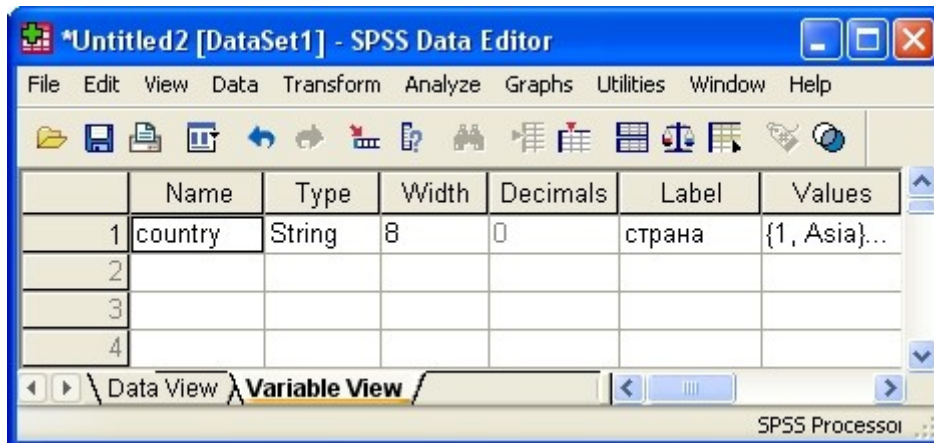 *Untitled2 [DataSet1] - SPSS Data Editor
File Edit View Data Transform Analyze Graphs Utilities Window Help
Name Type Width Decimals Label Values
1 country String 8 0 страна {1, Asia}...
2
3
4
Data View Variable View
SPSS Processor